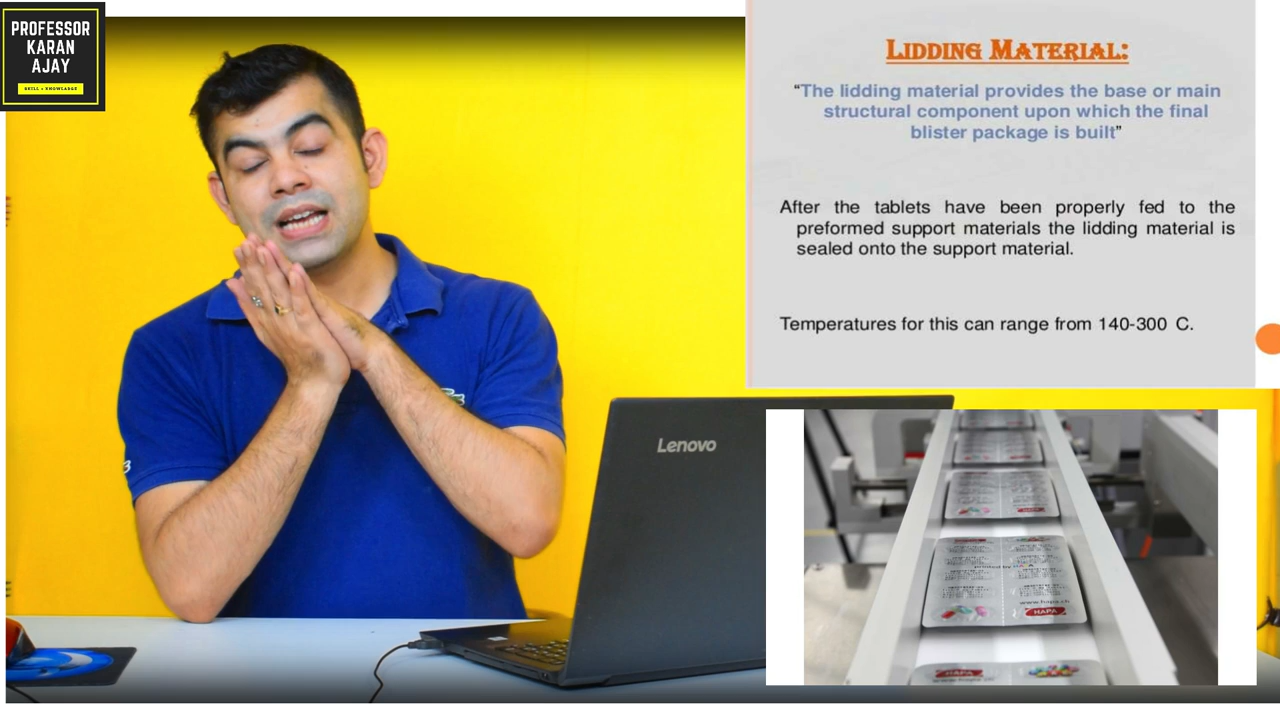 PROFESSOR
KARAN
AJAY
SKILL + KNOWLEDGE
LIDDING MATERIAL:
“The lidding material provides the base or main
structural component upon which the final
blister package is built”
After the tablets have been properly fed to the
preformed support materials the lidding material is
sealed onto the support material.
Temperatures for this can range from 140-300 C.
Lenovo
Printed by
www.hapa.ch
HAPA
HAPA